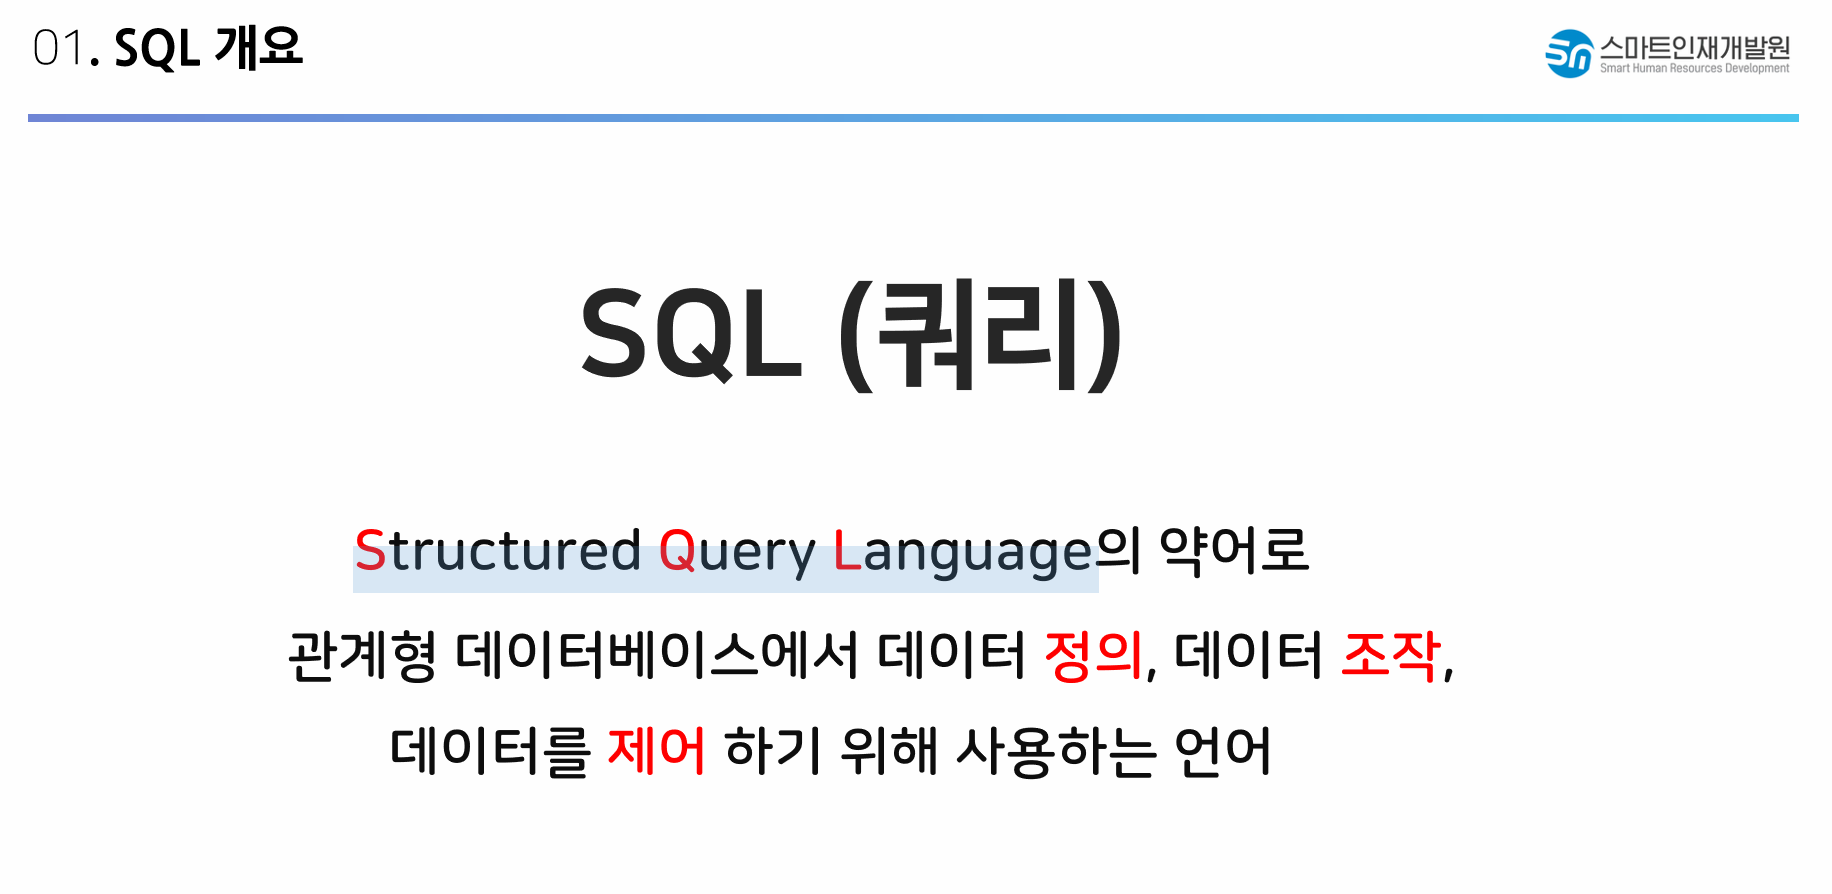 01. SQL 개요
스마트인재개발원
Smart Human Resources Development
SQL (쿼리)
Structured Query Language의 약어로
관계형 데이터베이스에서 데이터 정의, 데이터 조작,
데이터를 제어 하기 위해 사용하는 언어